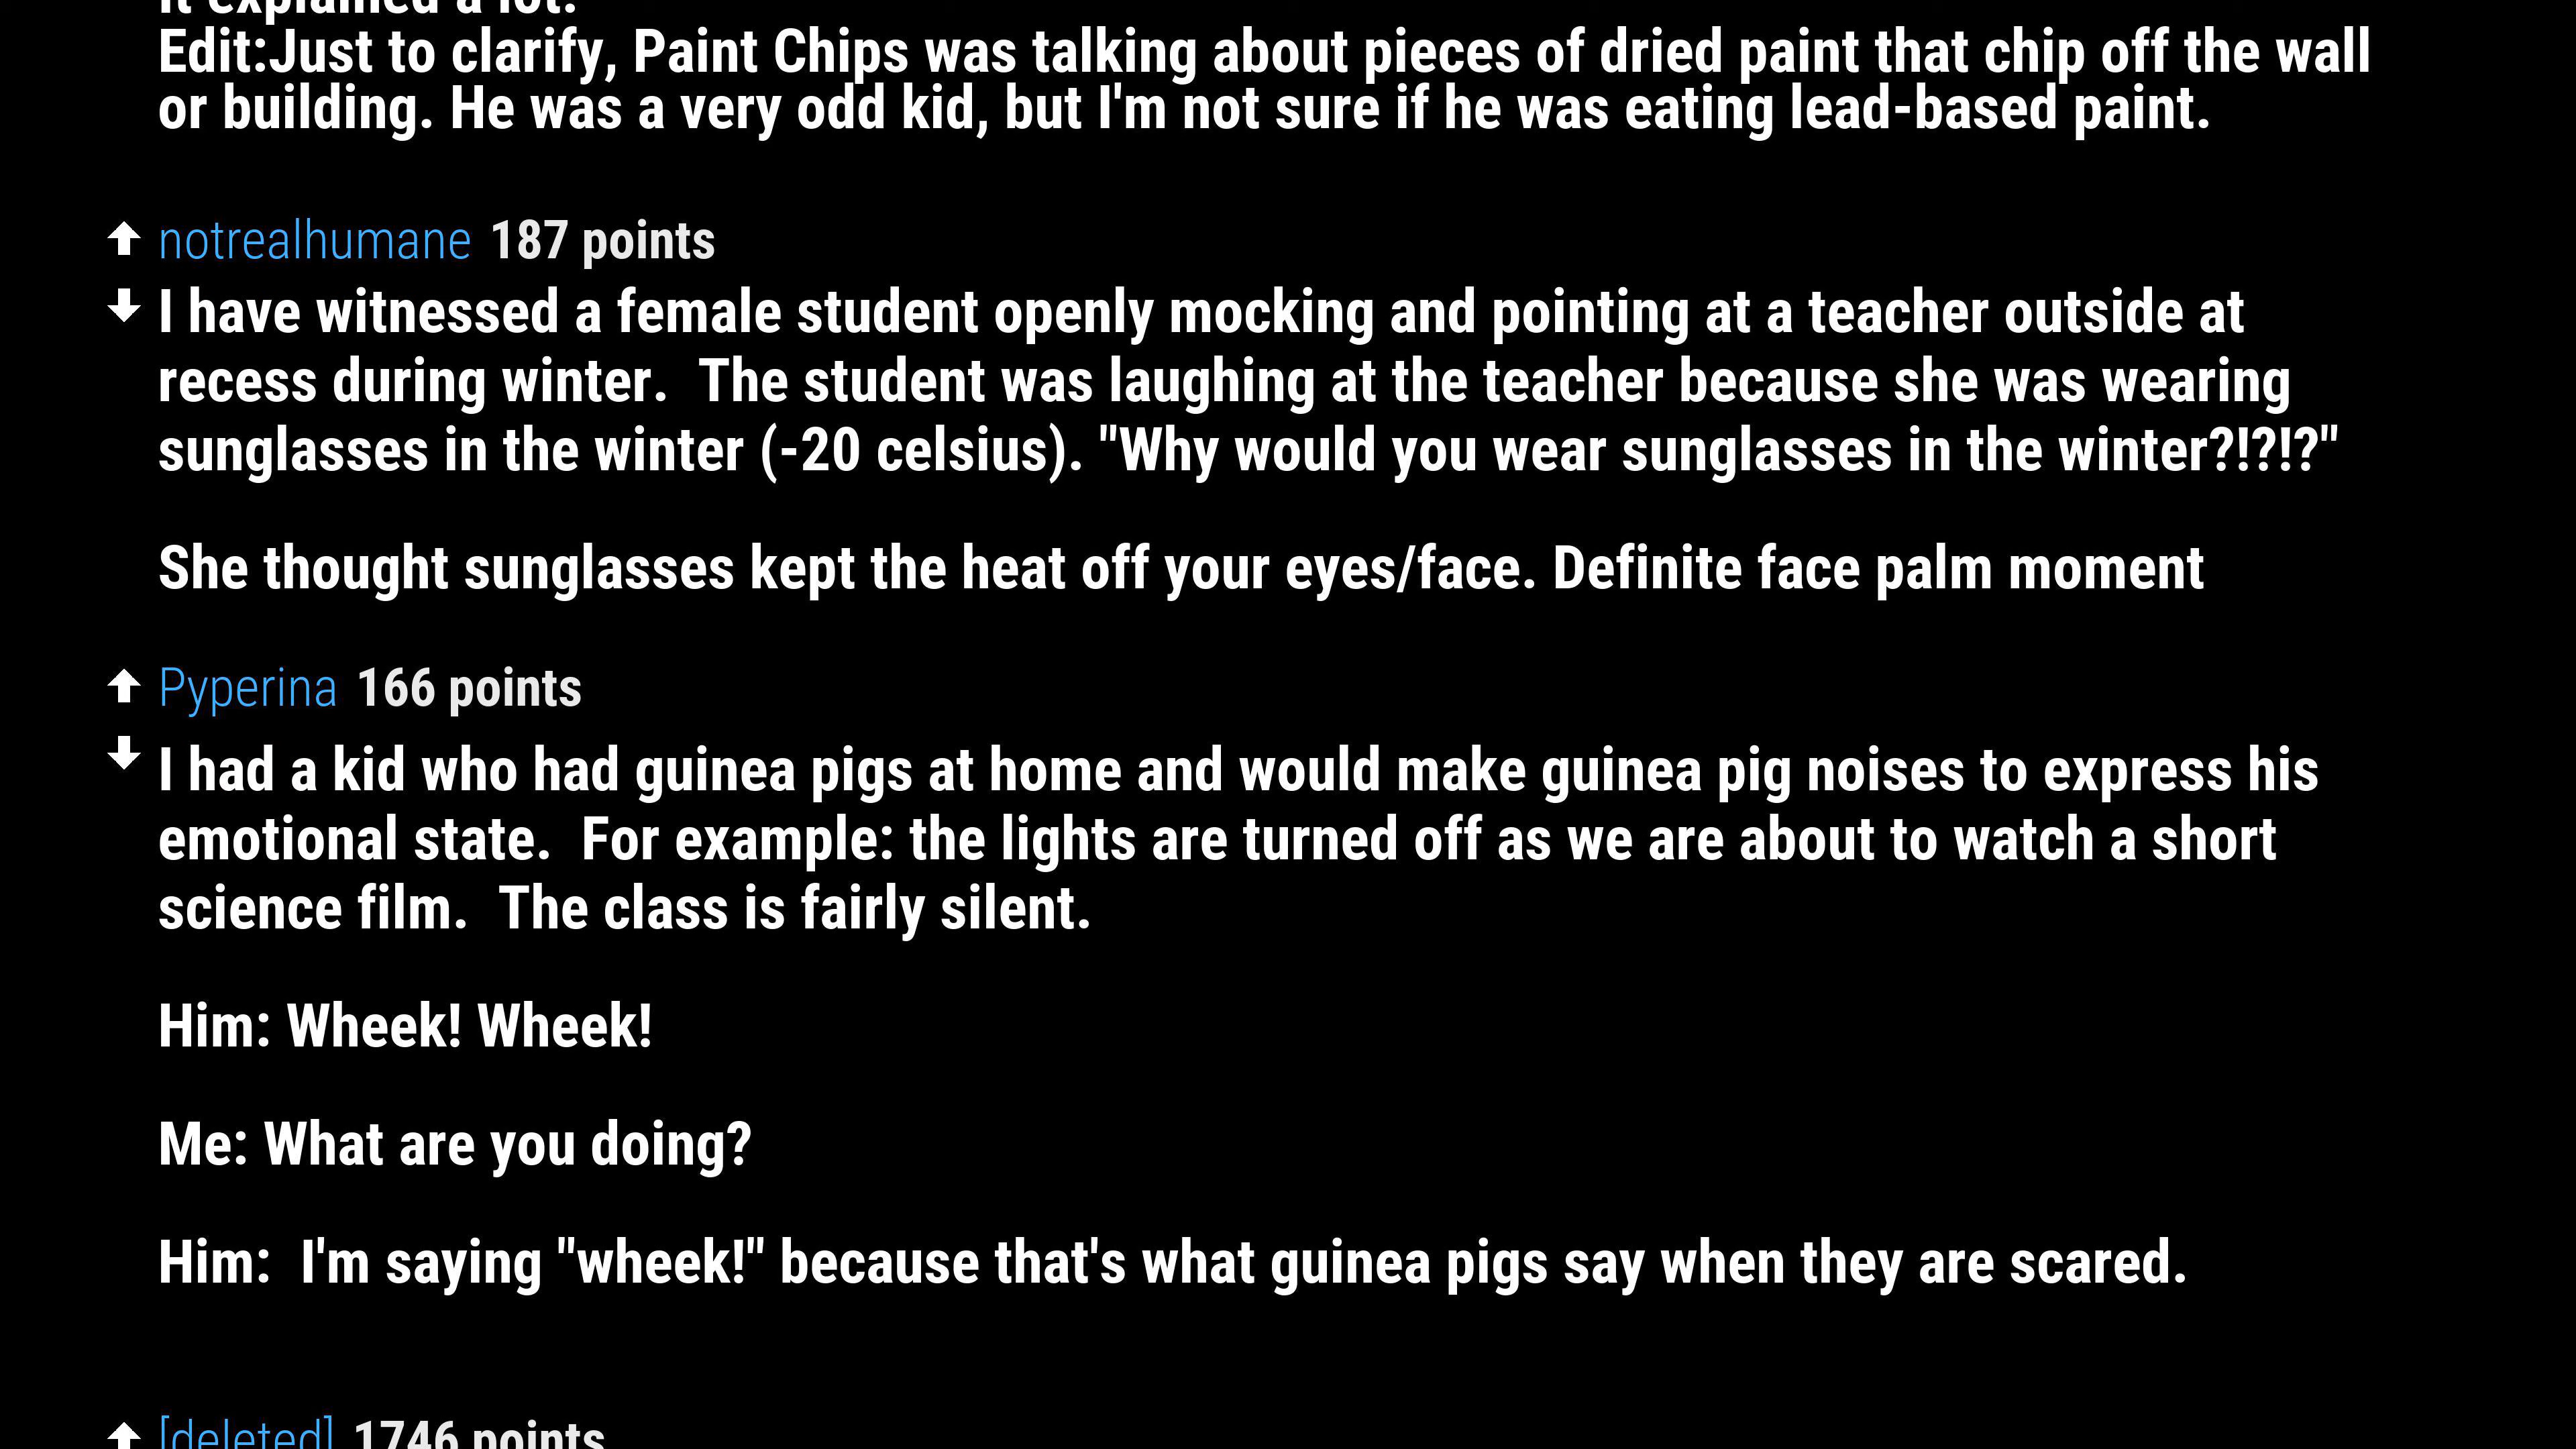 It explained a lot.
Edit:Just to clarify, Paint Chips was talking about pieces of dried paint that chip off the wall
or building. He was a very odd kid, but I'm not sure if he was eating lead-based paint.
notrealhumane 187 points
I have witnessed a female student openly mocking and pointing at a teacher outside at
recess during winter.  The student was laughing at the teacher because she was wearing
sunglasses in the winter (-20 celsius). "Why would you wear sunglasses in the winter?!?!?"
She thought sunglasses kept the heat off your eyes/face. Definite face palm moment
Pyperina 166 points
I had a kid who had guinea pigs at home and would make guinea pig noises to express his
emotional state.  For example: the lights are turned off as we are about to watch a short
science film.  The class is fairly silent.
Him: Wheek! Wheek!
Me: What are you doing?
Him:  I'm saying "wheek!" because that's what guinea pigs say when they are scared.
[deleted] 1746 points